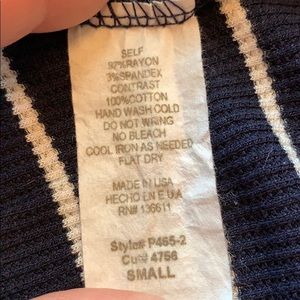 SELF
97%RAYON
3%SPANDEX
CONTRAST
100%COTTON
HAND WASH COLD
DO NOT WRING
NO BLEACH
COOL IRON AS NEEDED
FLAT DRY
MADE IN USA
HECHO EN E.U.A
RN# 136611
Style# P465-2
Cut# 4756
SMALL